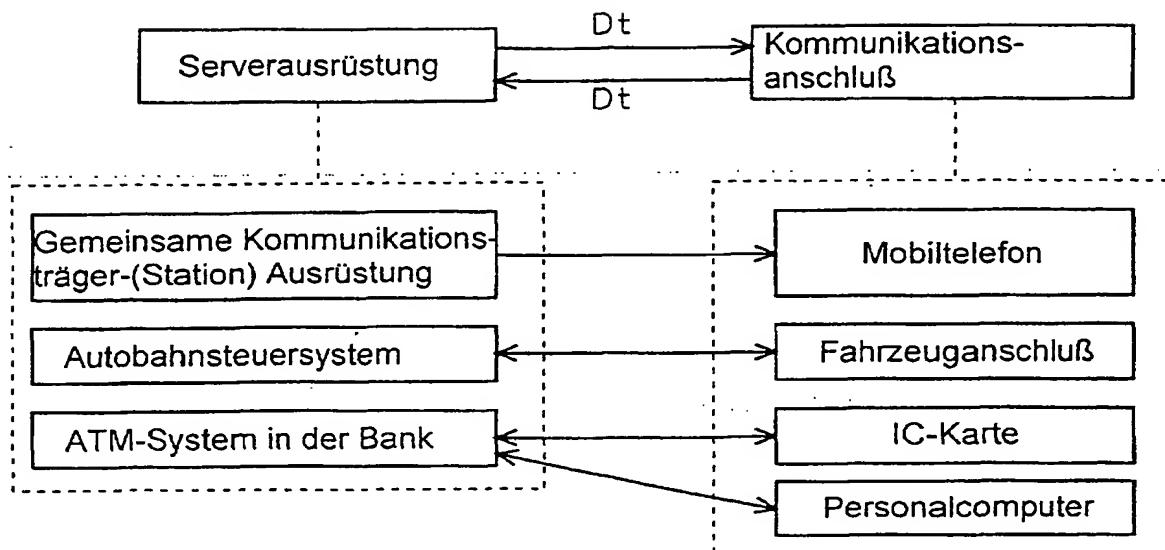 Dt
Serverausrüstung
Kommunikations-
anschluß
Dt
Gemeinsame Kommunikations-
träger-(Station) Ausrüstung
Mobiltelefon
Autobahnsteuersystem
Fahrzeuganschluß
ATM-System in der Bank
IC-Karte
Personalcomputer